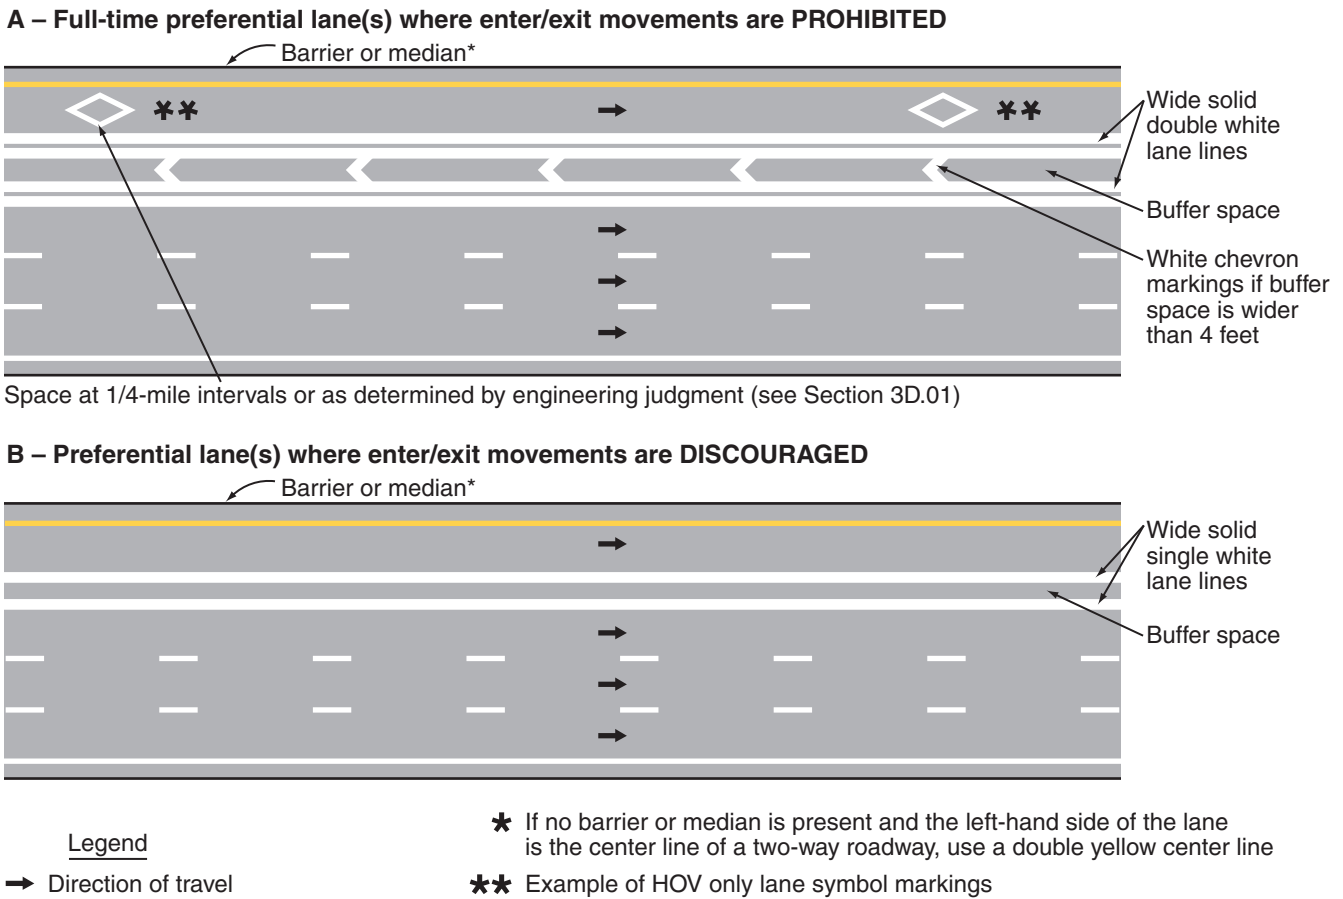 A – Full-time preferential lane(s) where enter/exit movements are PROHIBITED
Barrier or median*
Wide solid
double white
lane lines
Buffer space
White chevron
markings if buffer
space is wider
than 4 feet
Space at 1/4-mile intervals or as determined by engineering judgment (see Section 3D.01)
B – Preferential lane(s) where enter/exit movements are DISCOURAGED
Barrier or median*
Wide solid
single white
lane lines
Buffer space
Legend
Direction of travel
* If no barrier or median is present and the left-hand side of the lane
is the center line of a two-way roadway, use a double yellow center line
** Example of HOV only lane symbol markings